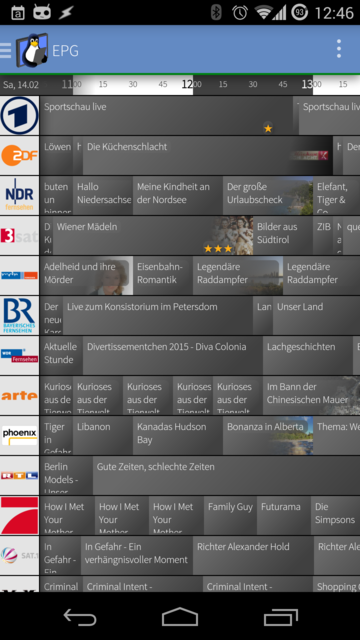 31 93 12:46
EPG
Sa, 14.02 11 00 15 30 45 12 00 15 30 45 13 00 15
1 Sportschau live Sportschau live
ZDF Löwen Die Küchenschlacht Der
NDR fernsehen buten un binnen Hallo Niedersachse Meine Kindheit an der Nordsee Der große Urlaubscheck Elefant, Tiger & Co
3sat Wiener Mädeln Bilder aus Südtirol ZIB
Adelheid und ihre Mörder Eisenbahn-Romantik Legendäre Raddampfer Legendäre Raddampfer
BR BAYERISCHES FERNSEHEN Der neue Live zum Konsistorium im Petersdom Unser Land
WDR Fernsehen Aktuelle Stunde Divertissementchen 2015 - Diva Colonia Lachgeschichten
arte Kurioses aus der Tierwelt Kurioses aus der Tierwelt Kurioses aus der Tierwelt Kurioses aus der Tierwelt Kurioses aus der Tierwelt Im Bann der Chinesischen Mauer
phoenix Tiger in Gefahr Libanon Kanadas Hudson Bay Bonanza in Alberta Thema: We
RTL Berlin Models - Unser Gute Zeiten, schlechte Zeiten
7 How I Met Your Mother How I Met Your Mother How I Met Your Mother Family Guy Futurama Die Simpsons
SAT.1 In Gefahr - Ein In Gefahr - Ein verhängnisvoller Moment Richter Alexander Hold Richter Ale
Criminal Criminal Intent - Criminal Intent - Shopping